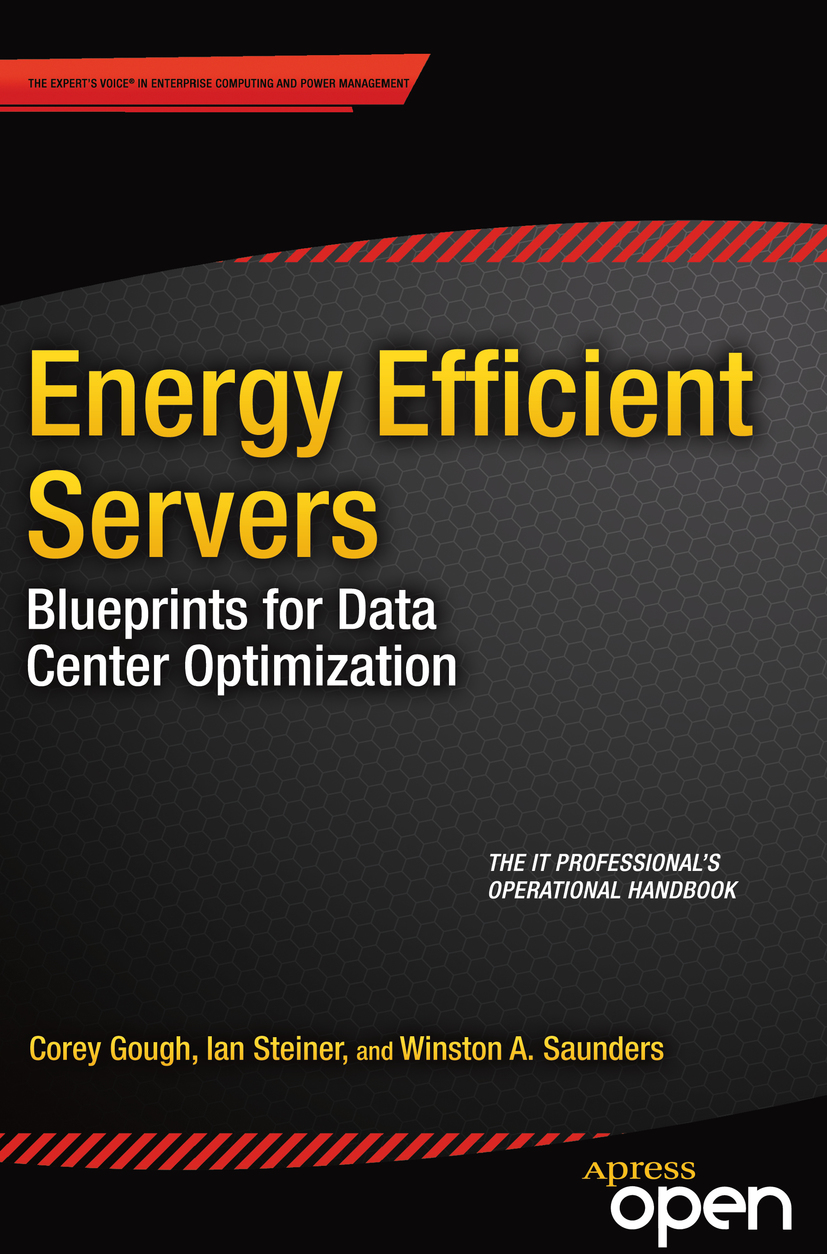 THE EXPERT'S VOICE® IN ENTERPRISE COMPUTING AND POWER MANAGEMENT
Energy Efficient
Servers
Blueprints for Data
Center Optimization
THE IT PROFESSIONAL'S
OPERATIONAL HANDBOOK
Corey Gough, Ian Steiner, and Winston A. Saunders
Apress
open